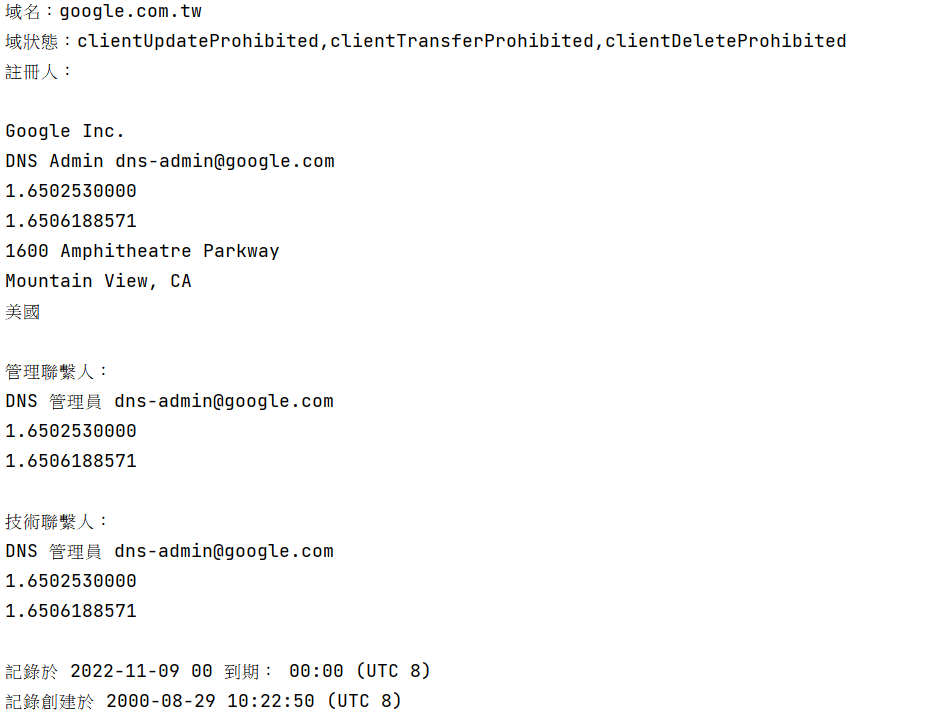 域名：google.com.tw
域狀態：clientUpdateProhibited,clientTransferProhibited,clientDeleteProhibited
註冊人：
Google Inc.
DNS Admin dns-admin@google.com
1.6502530000
1.6506188571
1600 Amphitheatre Parkway
Mountain View, CA
美國
管理聯繫人：
DNS 管理員 dns-admin@google.com
1.6502530000
1.6506188571
技術聯繫人：
DNS 管理員 dns-admin@google.com
1.6502530000
1.6506188571
記錄於 2022-11-09 00 到期： 00:00 (UTC 8)
記錄創建於 2000-08-29 10:22:50 (UTC 8)